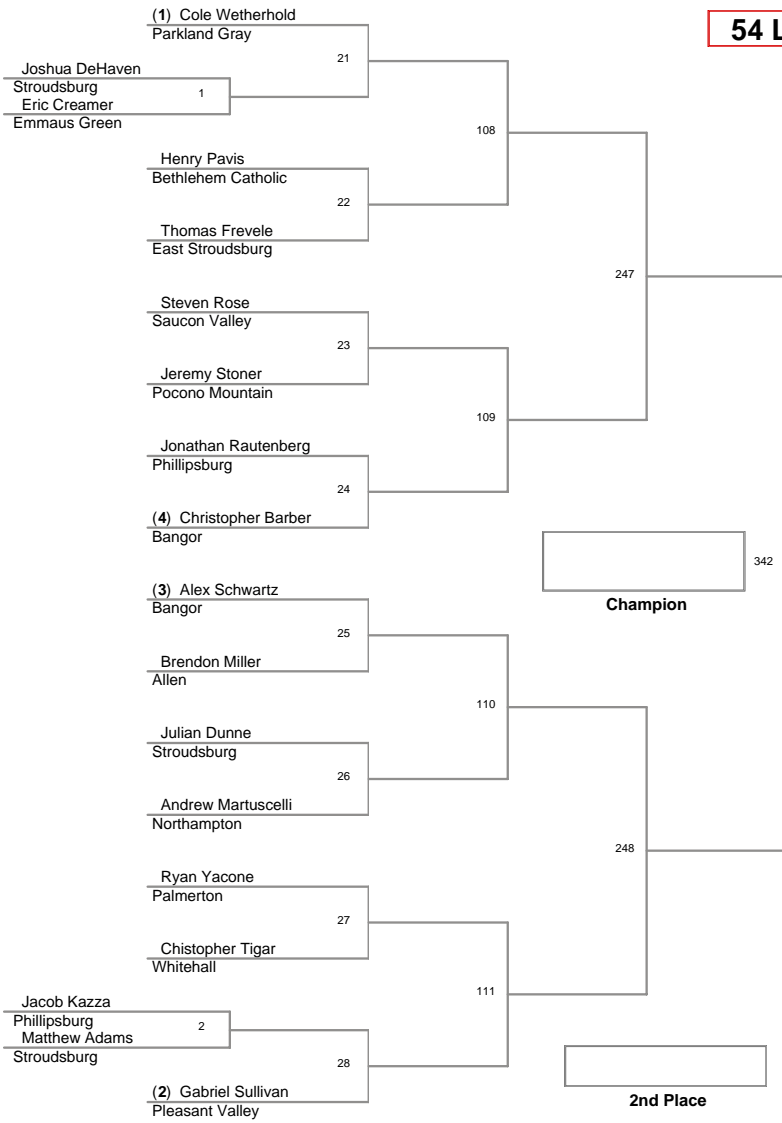 (1) Cole Wetherhold
54 L
Parkland Gray
21
Joshua DeHaven
Stroudsburg
1
Eric Creamer
Emmaus Green
108
Henry Pavis
Bethlehem Catholic
22
Thomas Frevele
East Stroudsburg
247
Steven Rose
Saucon Valley
23
Jeremy Stoner
Pocono Mountain
109
Jonathan Rautenberg
Phillipsburg
24
(4) Christopher Barber
Bangor
342
Champion
(3) Alex Schwartz
Bangor
25
Brendon Miller
Allen
110
Julian Dunne
Stroudsburg
26
Andrew Martuscelli
Northampton
248
Ryan Yacone
Palmerton
27
Chistopher Tigar
Whitehall
111
Jacob Kazza
Phillipsburg
2
Matthew Adams
Stroudsburg
28
(2) Gabriel Sullivan
Pleasant Valley
2nd Place